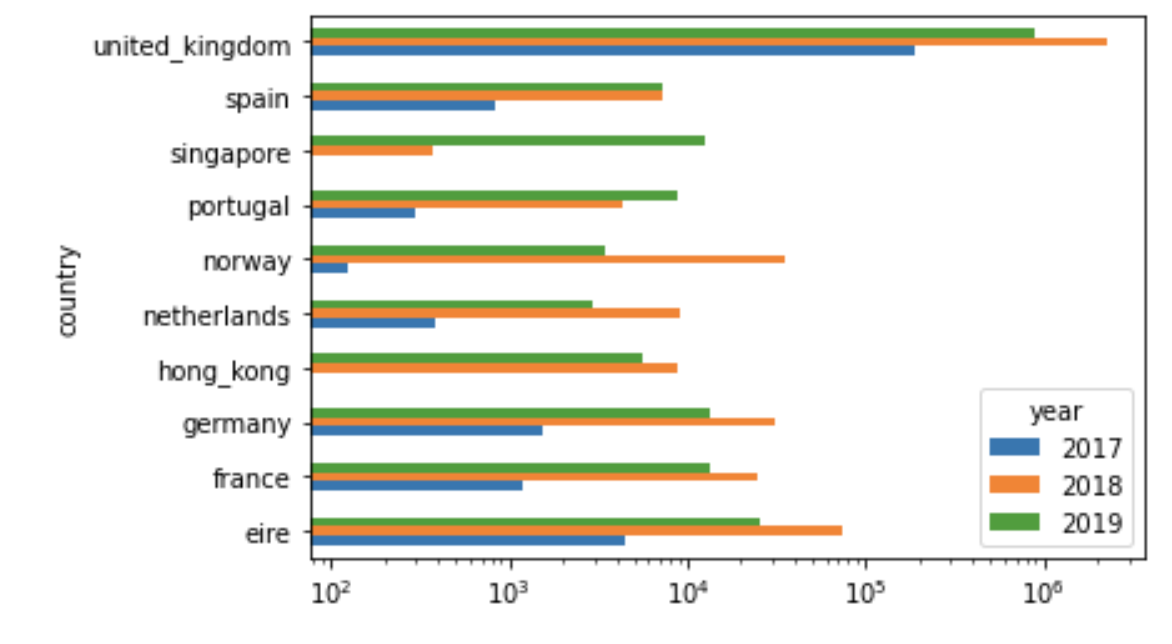 united_kingdom
spain
singapore
portugal
norway
netherlands
hong_kong
germany
france
eire
country
10²
10³
10⁴
10⁵
10⁶
year
2017
2018
2019